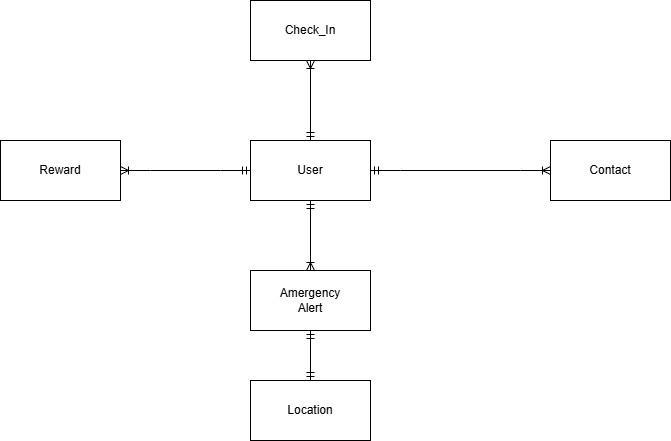 Check_In
Reward
User
Contact
Amergency
Alert
Location